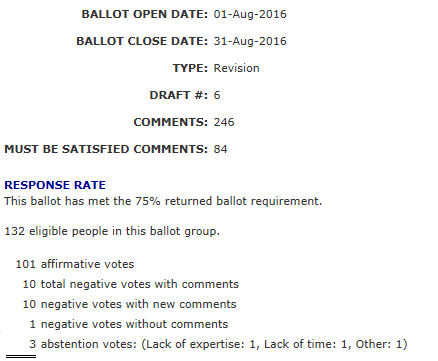 BALLOT OPEN DATE: 01-Aug-2016
BALLOT CLOSE DATE: 31-Aug-2016
TYPE: Revision
DRAFT #: 6
COMMENTS: 246
MUST BE SATISFIED COMMENTS: 84
RESPONSE RATE
This ballot has met the 75% returned ballot requirement.
132 eligible people in this ballot group.
101 affirmative votes
10 total negative votes with comments
10 negative votes with new comments
1 negative votes without comments
3 abstention votes: (Lack of expertise: 1, Lack of time: 1, Other: 1)